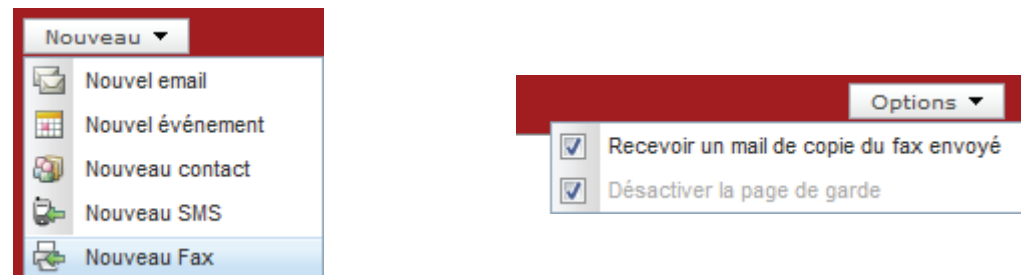 Nouveau
Nouvel email
Nouvel événement
Nouveau contact
Nouveau SMS
Nouveau Fax
Options
Recevoir un mail de copie du fax envoyé
Désactiver la page de garde